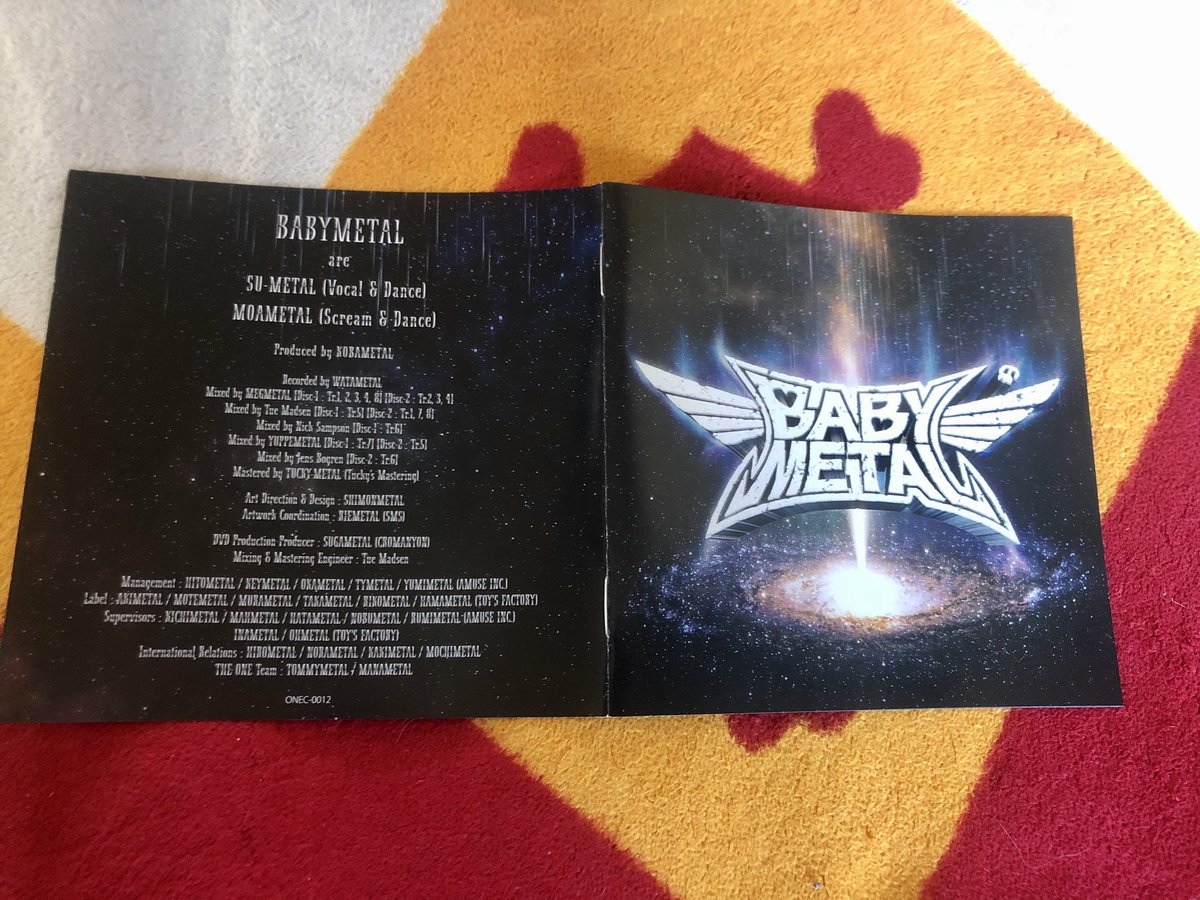 BABYMETAL
are
SU-METAL (Vocal & Dance)
MOAMETAL (Scream & Dance)
Produced by KOBAMETAL
Recorded by WATAMETAL
Mixed by MEGMETAL [Disc-1 : Tr.1, 2, 3, 4, 8] [Disc-2 : Tr.2, 3, 4]
Mixed by Tue Madsen [Disc-1 : Tr.5] [Disc-2 : Tr.1, 7, 8]
Mixed by Nick Sampson [Disc-1 : Tr.6]
Mixed by YUPPEMETAL [Disc-1 : Tr.7] [Disc-2 : Tr.5]
Mixed by Jens Bogren [Disc-2 : Tr.6]
Mastered by TUCKY-METAL (Tucky's Mastering)
Art Direction & Design : SHIMONMETAL
Artwork Coordination : RIEMETAL (SMS)
DVD Production Producer : SUGAMETAL (CROMANYON)
Mixing & Mastering Engineer : Tue Madsen
Management : HITOMETAL / KEYMETAL / OKAMETAL / TYMETAL / YUMIMETAL (AMUSE INC.)
Label : AKIMETAL / MOTEMETAL / MURAMETAL / TAKAMETAL / RIKOMETAL / HAMAMETAL (TOY'S FACTORY)
Supervisors : KICHIMETAL / MAHMETAL / HATAMETAL / NOBUMETAL / RUMIMETAL (AMUSE INC.)
INAMETAL / OHMETAL (TOY'S FACTORY)
International Relations : HIROMETAL / NORAMETAL / KAKIMETAL / MOCHIMETAL
THE ONE Team : TOMMYMETAL / MANAMETAL
ONEC-0012
BABY
METAL